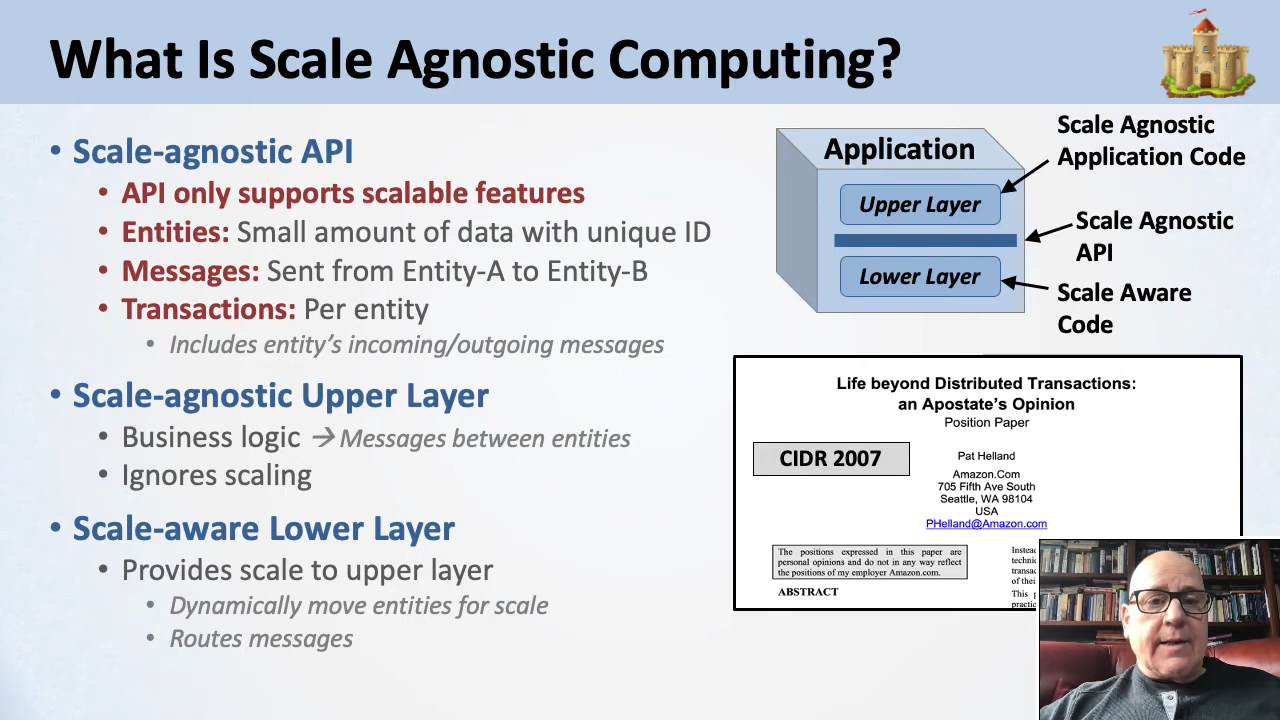 What Is Scale Agnostic Computing?
• Scale-agnostic API
• API only supports scalable features
• Entities: Small amount of data with unique ID
• Messages: Sent from Entity-A to Entity-B
• Transactions: Per entity
• Includes entity’s incoming/outgoing messages
• Scale-agnostic Upper Layer
• Business logic → Messages between entities
• Ignores scaling
• Scale-aware Lower Layer
• Provides scale to upper layer
• Dynamically move entities for scale
• Routes messages
Application
Upper Layer
Lower Layer
Scale Agnostic
Application Code
Scale Agnostic
API
Scale Aware
Code
Life beyond Distributed Transactions:
an Apostate’s Opinion
Position Paper
CIDR 2007
Pat Helland
Amazon.Com
705 Fifth Ave South
Seattle, WA 98104
USA
PHelland@Amazon.com
The positions expressed in this paper are
personal opinions and do not in any way reflect
the positions of my employer Amazon.com.
ABSTRACT
of their
This